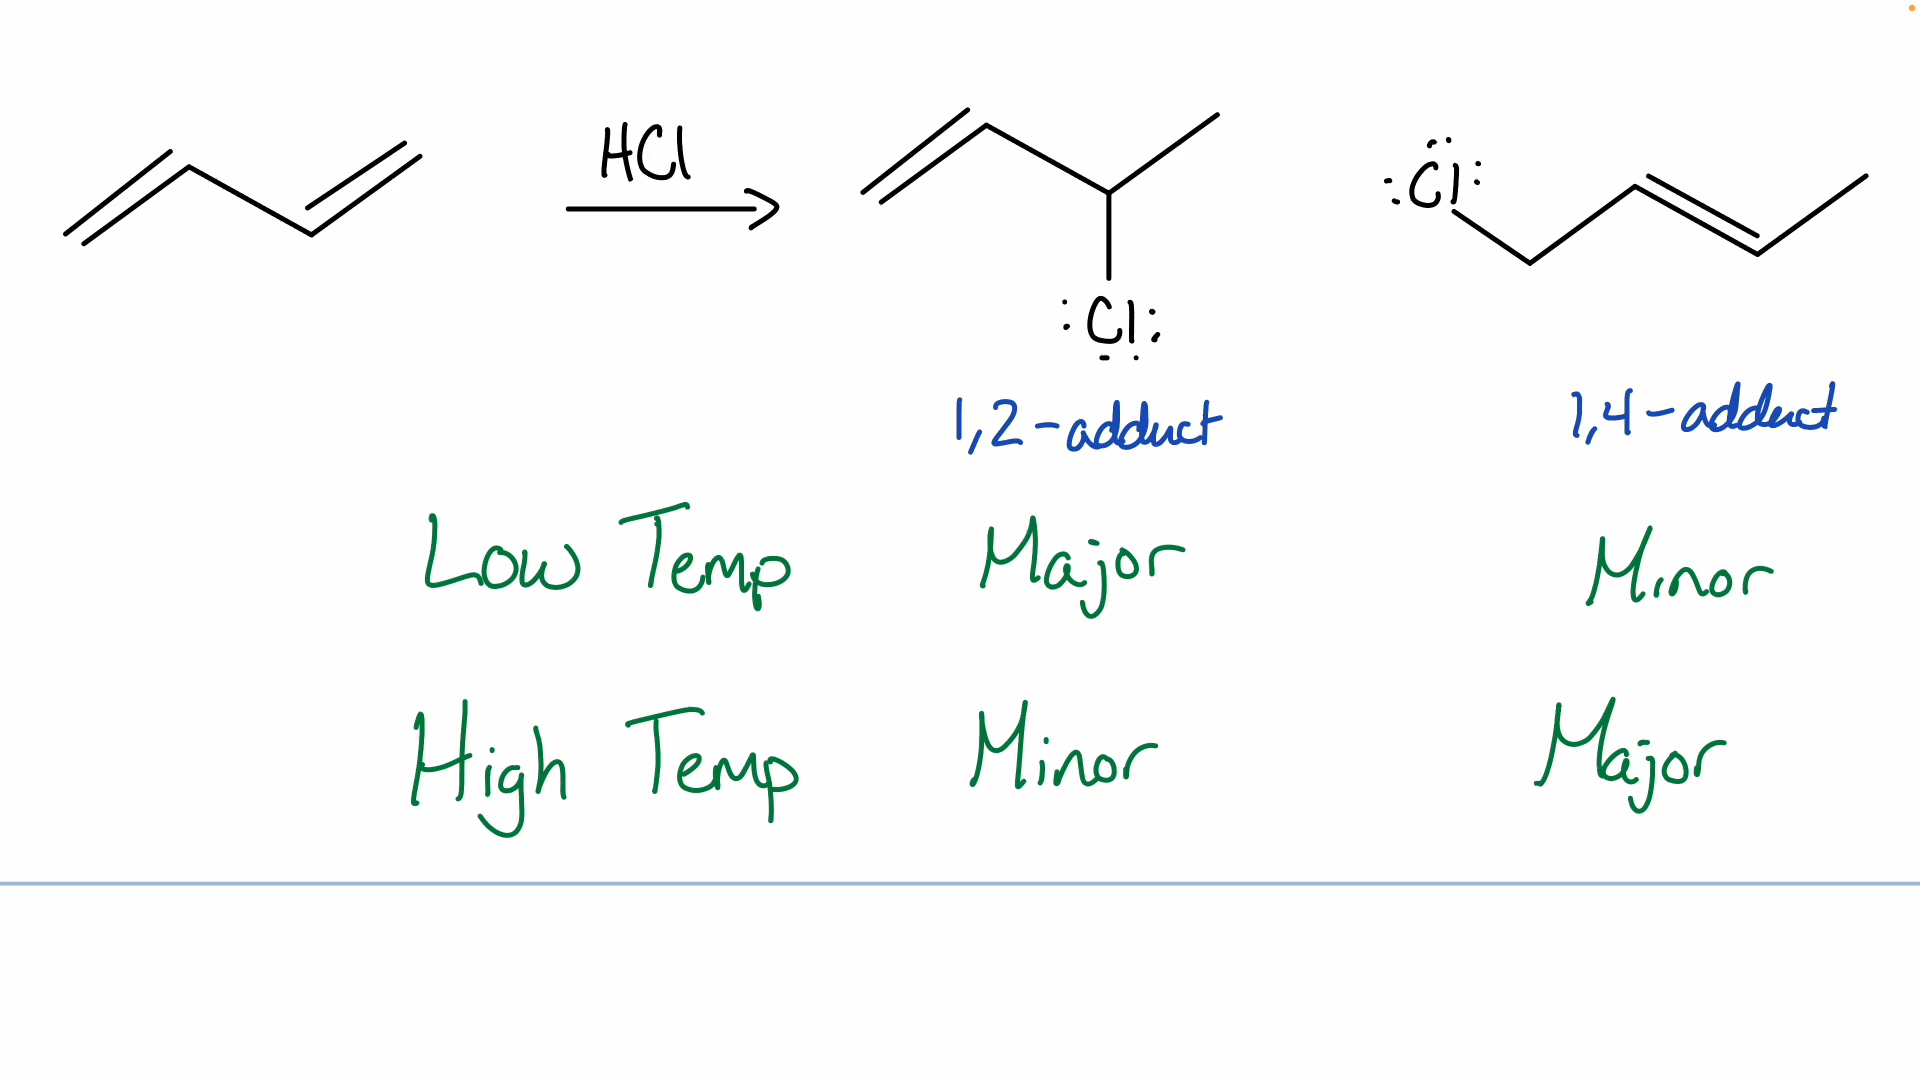 HCl
:Cl:
:Cl:
1,2-adduct
1,4-adduct
Low Temp Major Minor
High Temp Minor Major